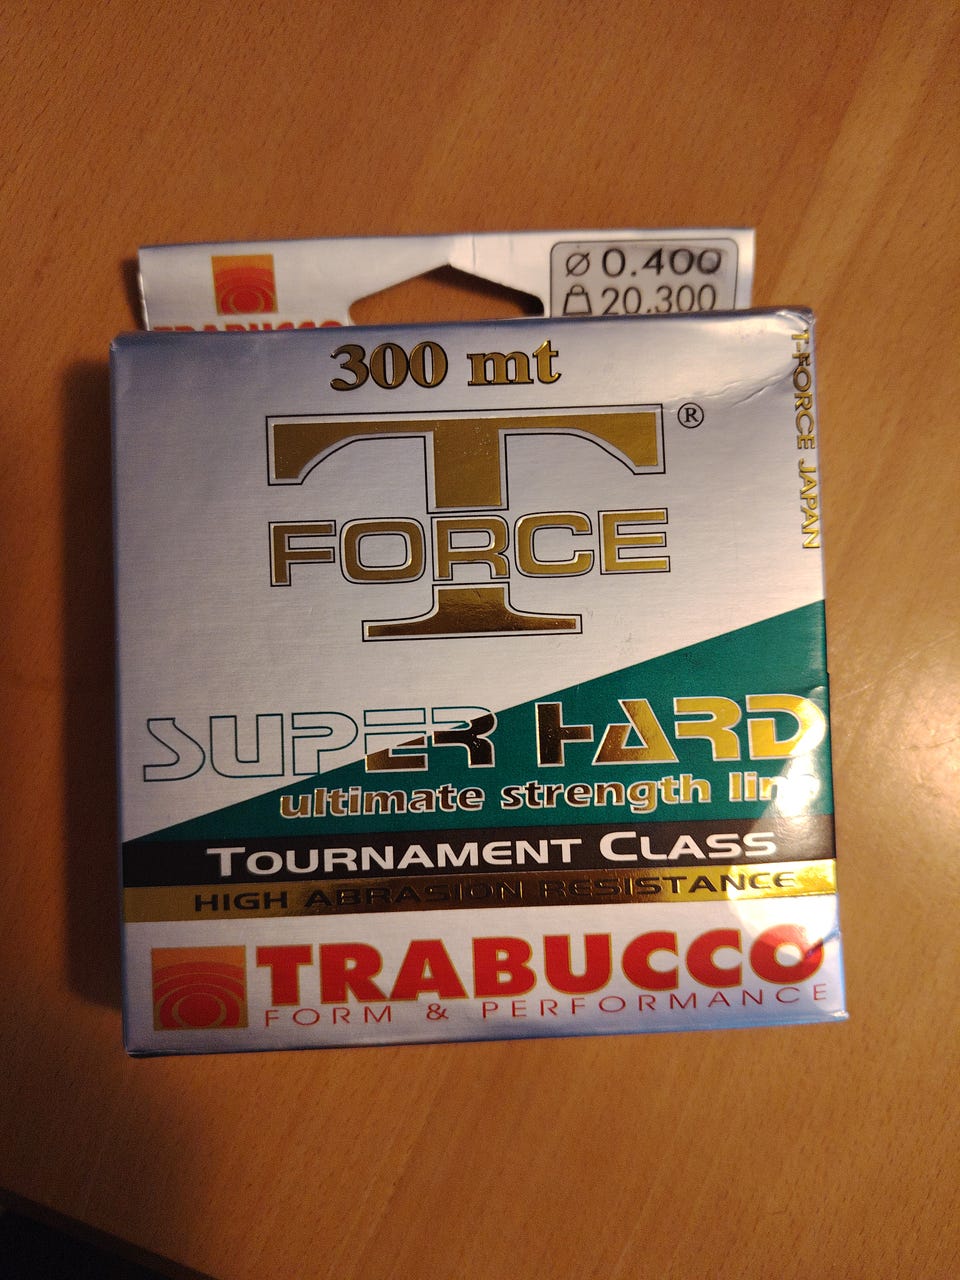 TRABUCCO
Ø 0.400
20,300
300 mt
T ®
FORCE
T-FORCE JAPAN
SUPER HARD
ultimate strength line
TOURNAMENT CLASS
HIGH ABRASION RESISTANCE
TRABUCCO
FORM & PERFORMANCE